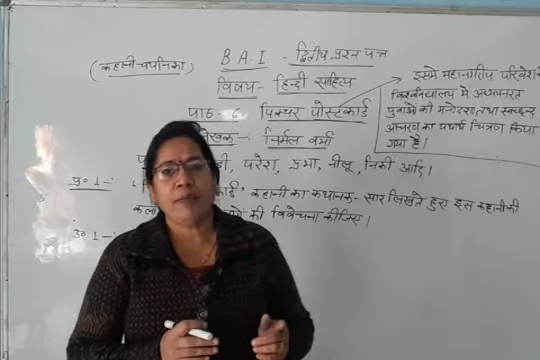 B.A.I - द्वितीय प्रश्न पत्र
(कहानी-चयनिका)
विषय- हिन्दी साहित्य
पाठ- 6 पिक्चर पोस्टकार्ड
लेखक -: निर्मल वर्मा
इसमें महानगरीय परिवेश
विश्वविद्यालय में अध्ययनरत
युवाओं की मनोदशा तथा स्वच्छन्द
आचरण का यथार्थ चित्रण किया
गया है।
परेश, प्रभा, नीलू, निकी आदि।
प्र० 1 -: कहानी का कथानक- सार लिखते हुए इस कहानी की
की विवेचना कीजिए।
उ० 1 -: